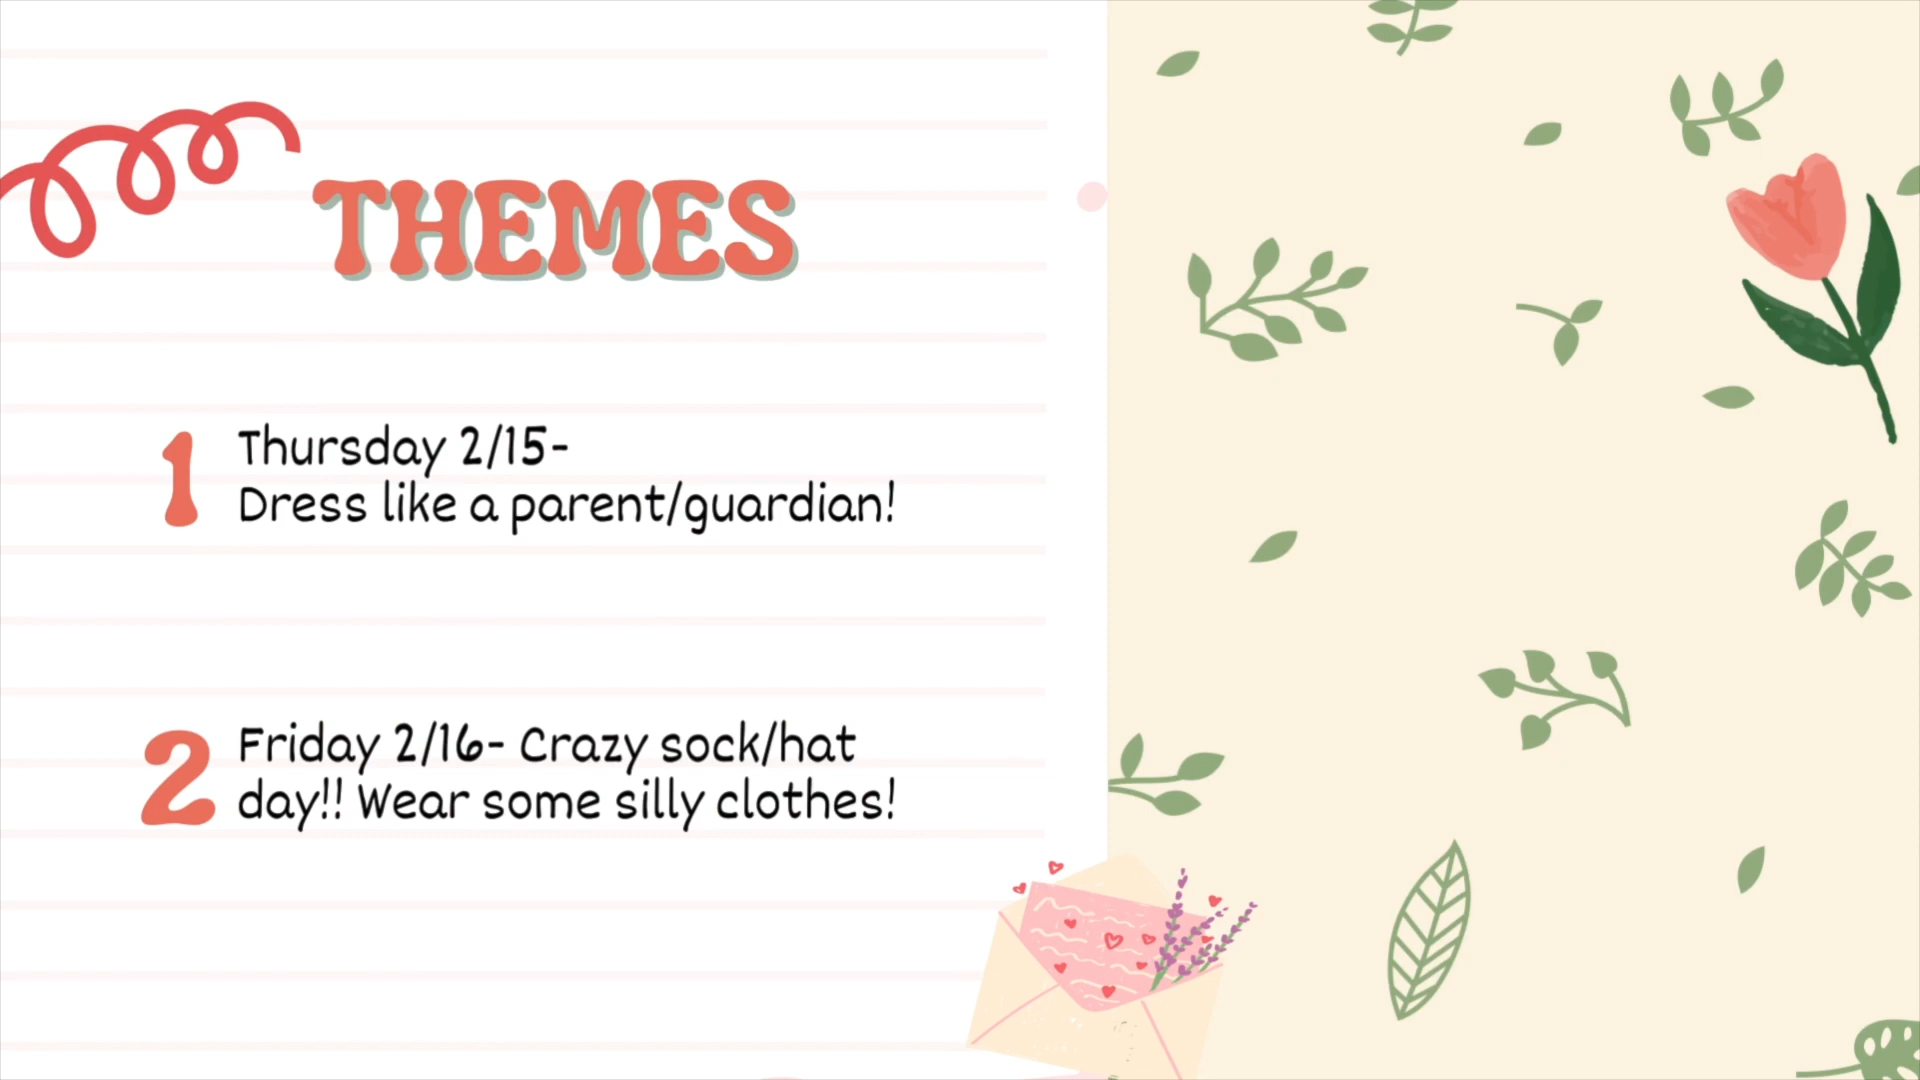 THEMES
1
Thursday 2/15-
Dress like a parent/guardian!
2
Friday 2/16- Crazy sock/hat
day!! Wear some silly clothes!